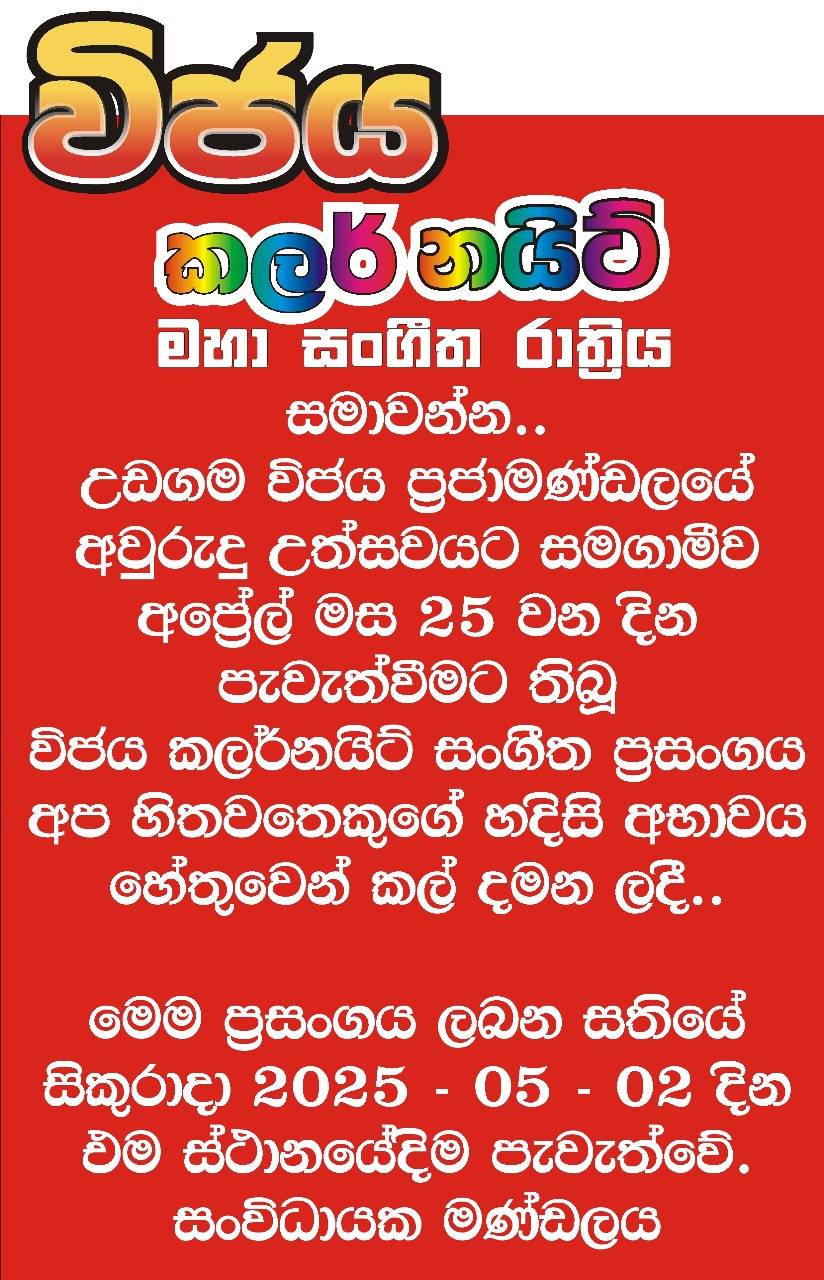 විජය
කලර් නයිට්
මහා සංගීත රාත්‍රිය
සමාවන්න..
උඩගම විජය ප්‍රජාමණ්ඩලයේ
අවුරුදු උත්සවයට සමගාමීව
අප්‍රේල් මස 25 වන දින
පැවැත්වීමට තිබූ
විජය කලර්නයිට් සංගීත ප්‍රසංගය
අප හිතවතෙකුගේ හදිසි අභාවය
හේතුවෙන් කල් දමන ලදී..
මෙම ප්‍රසංගය ලබන සතියේ
සිකුරාදා 2025 - 05 - 02 දින
එම ස්ථානයේදිම පැවැත්වේ.
සංවිධායක මණ්ඩලය